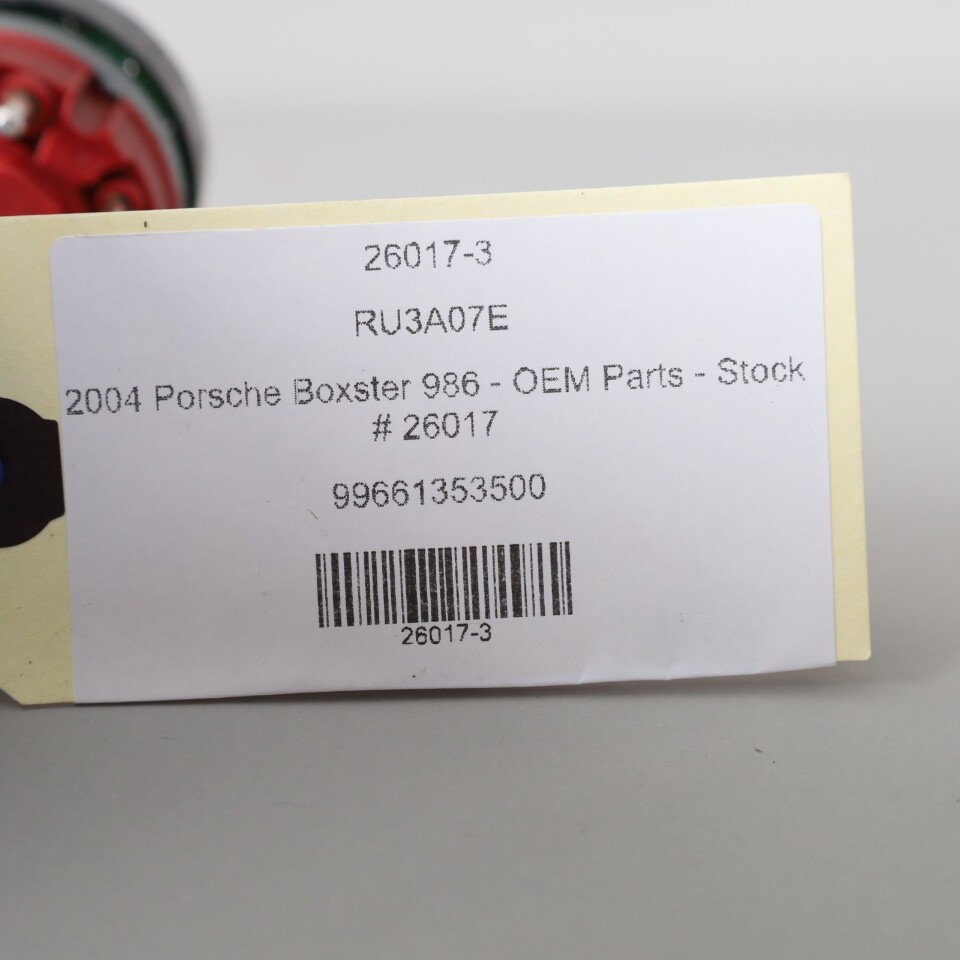 26017-3
RU3A07E
2004 Porsche Boxster 986 - OEM Parts - Stock
# 26017
99661353500
26017-3